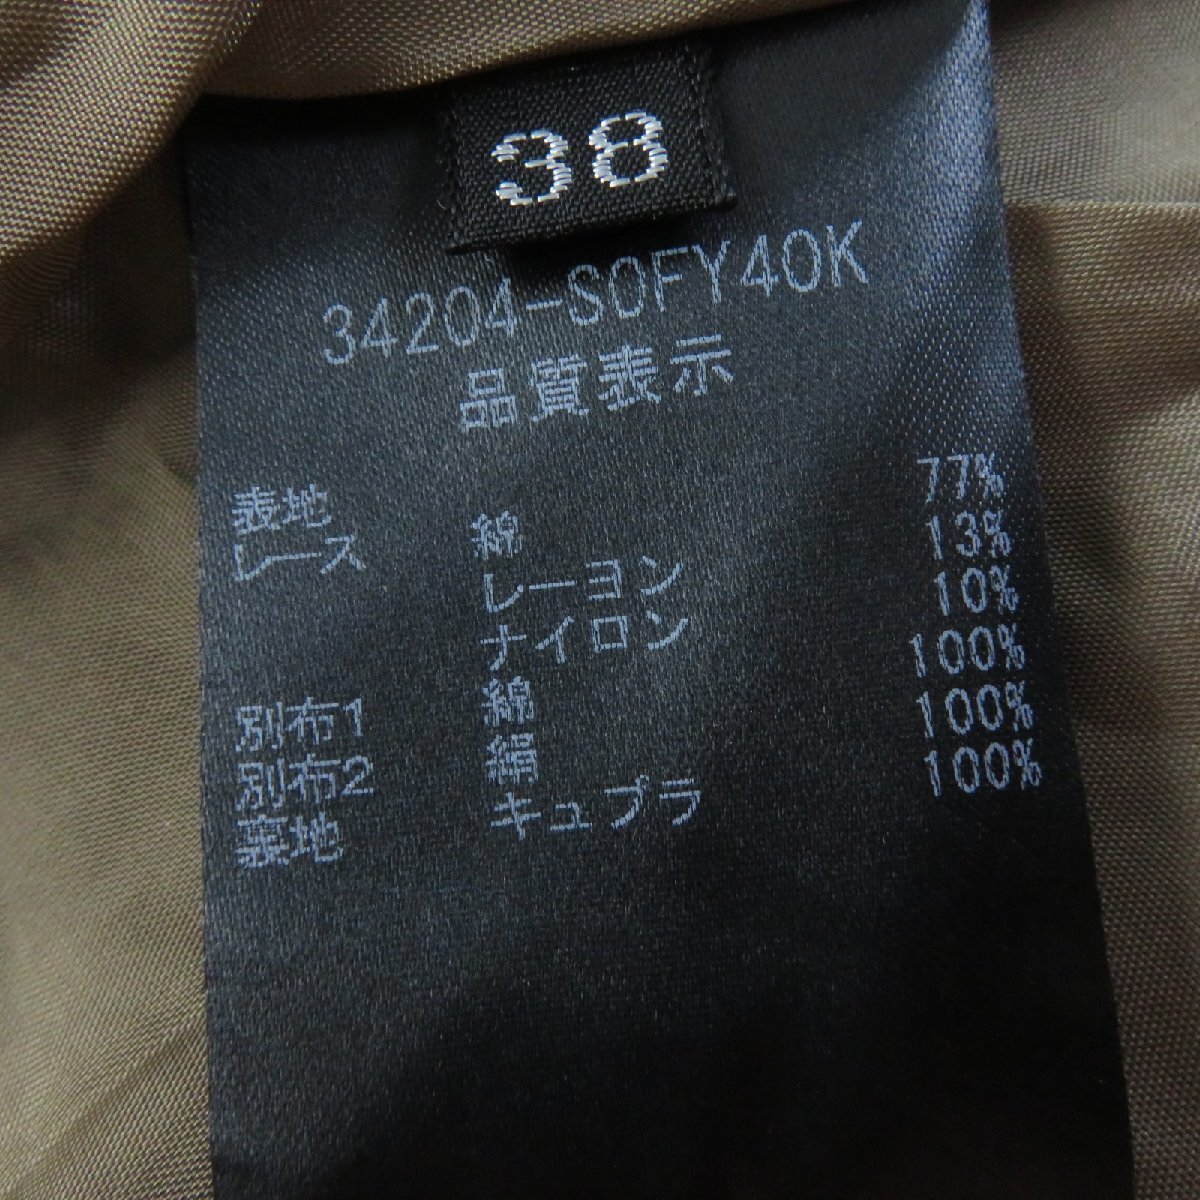 38
34204-S0FY40K
品質表示
表地
レース 綿 77%
レーヨン 13%
ナイロン 10%
別布1 綿 100%
別布2 絹 100%
裏地 キュプラ 100%